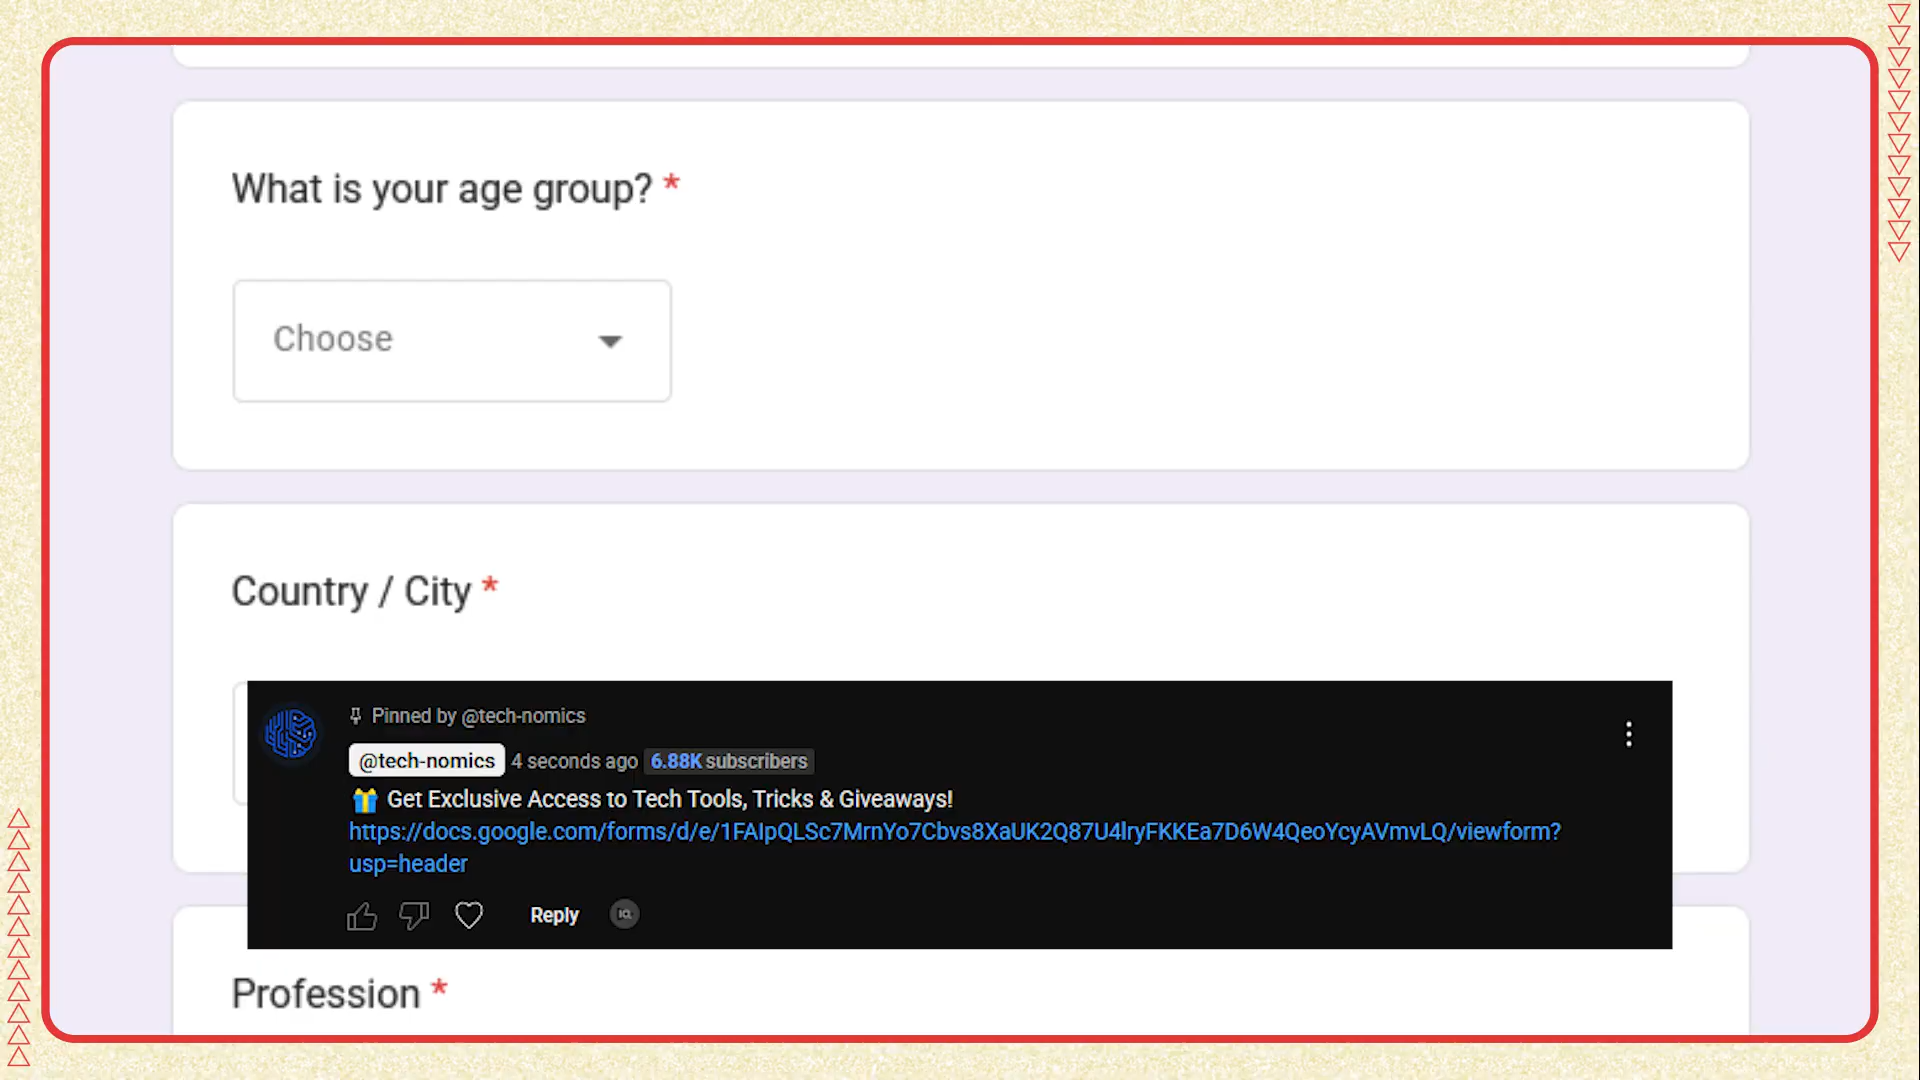 What is your age group? *
Choose
Country / City *
Pinned by @tech-nomics
@tech-nomics 4 seconds ago 6.88K subscribers
🎁 Get Exclusive Access to Tech Tools, Tricks & Giveaways!
https://docs.google.com/forms/d/e/1FAIpQLSc7MrnYo7Cbvs8XaUK2Q87U4lryFKKEa7D6W4QeoYcyAVmvLQ/viewform?
usp=header
Reply
Profession *